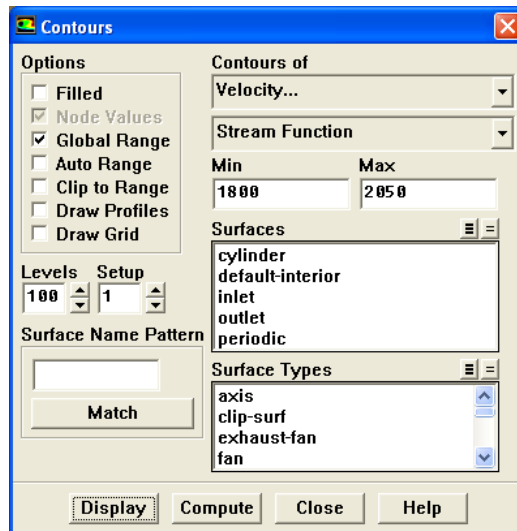 Contours
Options
Filled
Node Values
Global Range
Auto Range
Clip to Range
Draw Profiles
Draw Grid
Levels Setup
100 1
Surface Name Pattern
Match
Contours of
Velocity...
Stream Function
Min Max
1800 2050
Surfaces
cylinder
default-interior
inlet
outlet
periodic
Surface Types
axis
clip-surf
exhaust-fan
fan
Display Compute Close Help